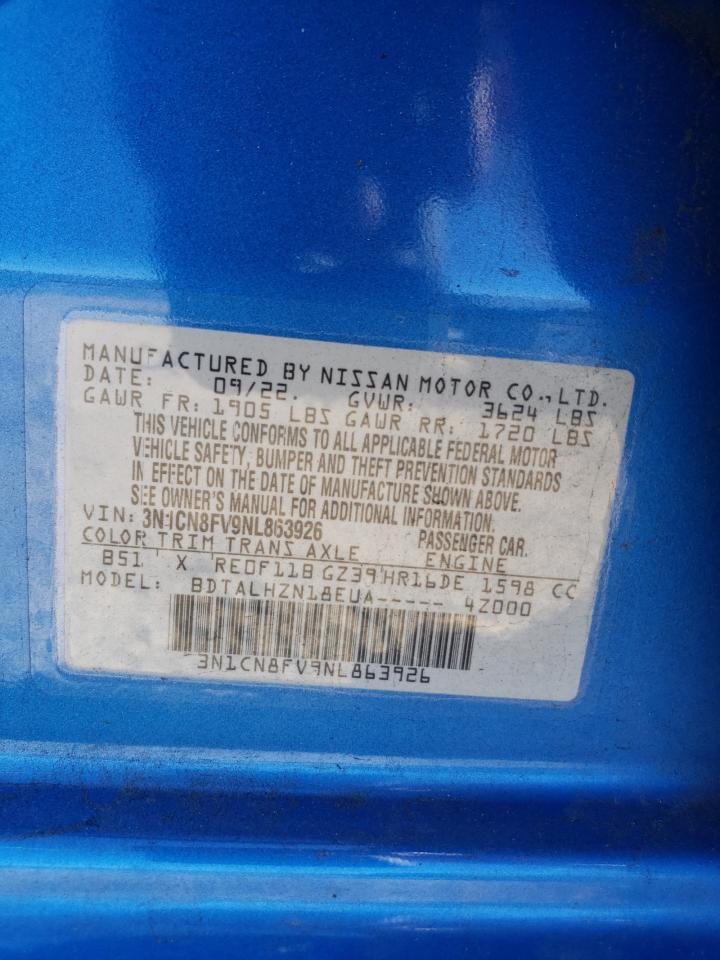 MANUFACTURED BY NISSAN MOTOR CO., LTD.
DATE: 09/22. GVWR: 3624 LBS
GAWR FR: 1905 LBS GAWR RR: 1720 LBS
THIS VEHICLE CONFORMS TO ALL APPLICABLE FEDERAL MOTOR
VEHICLE SAFETY, BUMPER AND THEFT PREVENTION STANDARDS
IN EFFECT ON THE DATE OF MANUFACTURE SHOWN ABOVE.
SEE OWNER'S MANUAL FOR ADDITIONAL INFORMATION.
VIN: 3N1CN8FV9NL863926 PASSENGER CAR.
COLOR TRIM TRANS AXLE ENGINE
B51 X RE0F11B GZ39 HR16DE 1598 CC
MODEL: BDTALHZN18EUA----- 4Z000
3N1CN8FV9NL863926